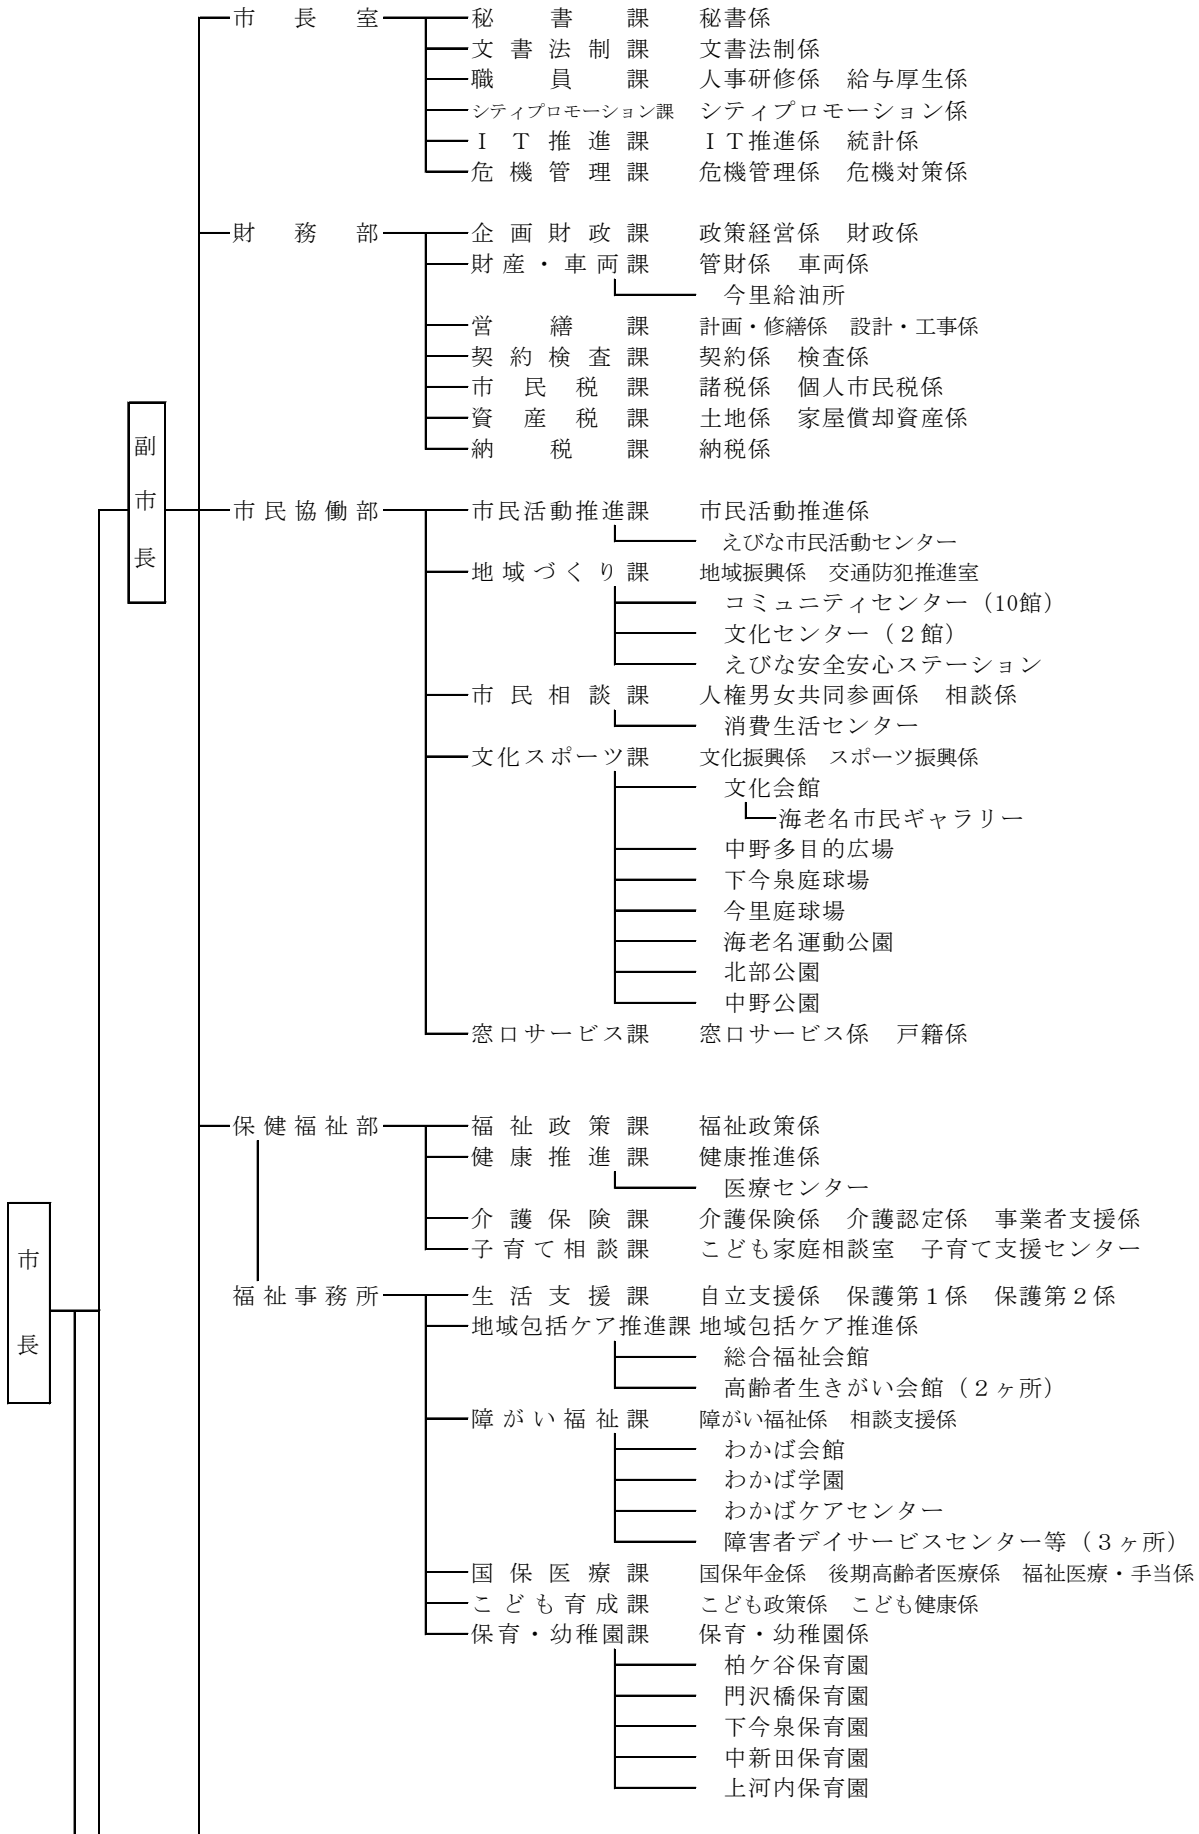 市長室 秘書課 秘書係
文書法制課 文書法制係
職員課 人事研修係 給与厚生係
シティプロモーション課 シティプロモーション係
ＩＴ推進課 ＩＴ推進係 統計係
危機管理課 危機管理係 危機対策係
財務部 企画財政課 政策経営係 財政係
財産・車両課 管財係 車両係
今里給油所
営繕課 計画・修繕係 設計・工事係
契約検査課 契約係 検査係
市民税課 諸税係 個人市民税係
資産税課 土地係 家屋償却資産係
納税課 納税係
副市長
市民協働部 市民活動推進課 市民活動推進係
えびな市民活動センター
地域づくり課 地域振興係 交通防犯推進室
コミュニティセンター（10館）
文化センター（２館）
えびな安全安心ステーション
市民相談課 人権男女共同参画係 相談係
消費生活センター
文化スポーツ課 文化振興係 スポーツ振興係
文化会館
海老名市民ギャラリー
中野多目的広場
下今泉庭球場
今里庭球場
海老名運動公園
北部公園
中野公園
窓口サービス課 窓口サービス係 戸籍係
保健福祉部 福祉政策課 福祉政策係
健康推進課 健康推進係
医療センター
介護保険課 介護保険係 介護認定係 事業者支援係
子育て相談課 こども家庭相談室 子育て支援センター
市長
福祉事務所 生活支援課 自立支援係 保護第１係 保護第２係
地域包括ケア推進課 地域包括ケア推進係
総合福祉会館
高齢者生きがい会館（２ヶ所）
障がい福祉課 障がい福祉係 相談支援係
わかば会館
わかば学園
わかばケアセンター
障害者デイサービスセンター等（３ヶ所）
国保医療課 国保年金係 後期高齢者医療係 福祉医療・手当係
こども育成課 こども政策係 こども健康係
保育・幼稚園課 保育・幼稚園係
柏ケ谷保育園
門沢橋保育園
下今泉保育園
中新田保育園
上河内保育園